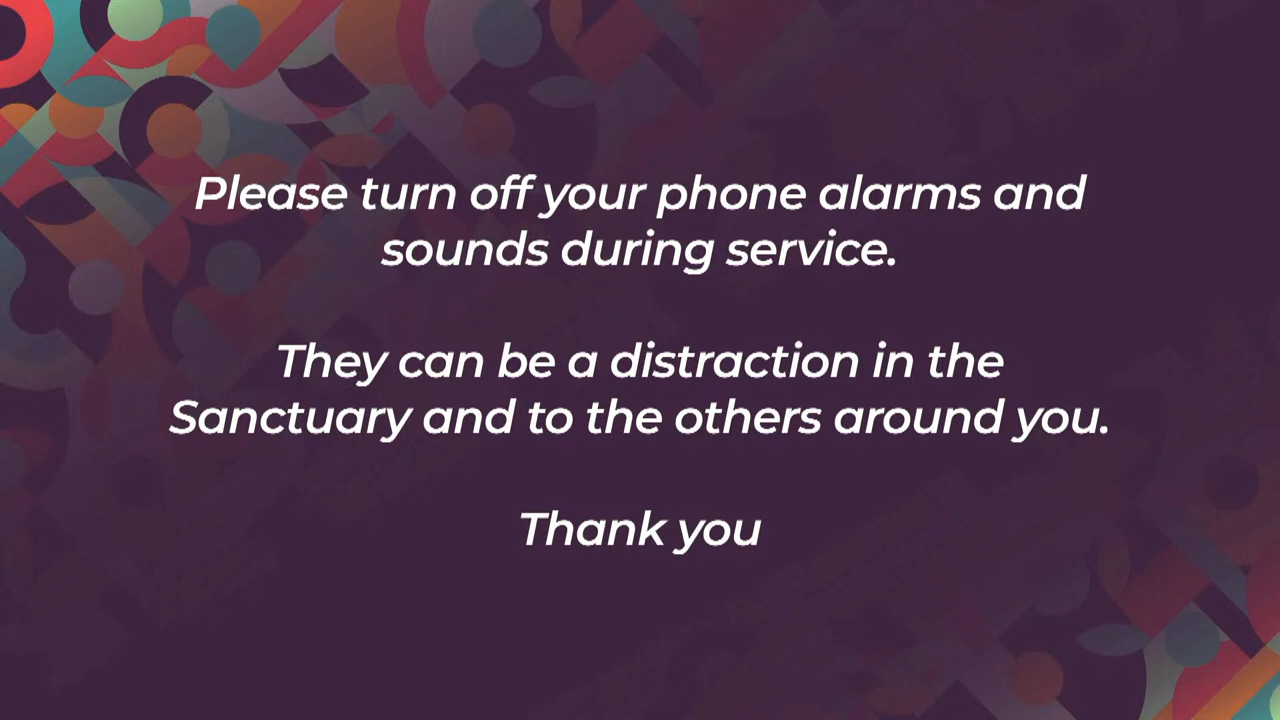 Please turn off your phone alarms and
sounds during service.
They can be a distraction in the
Sanctuary and to the others around you.
Thank you